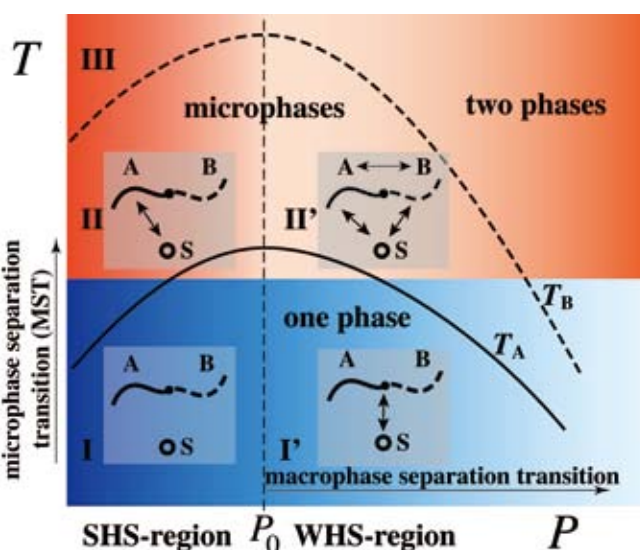 T
III
microphases
two phases
A B
A B
II
S
II'
S
T_B
one phase
T_A
A B
A B
I
S
I'
S
microphase separation
transition (MST)
macrophase separation transition
SHS-region P_0 WHS-region P